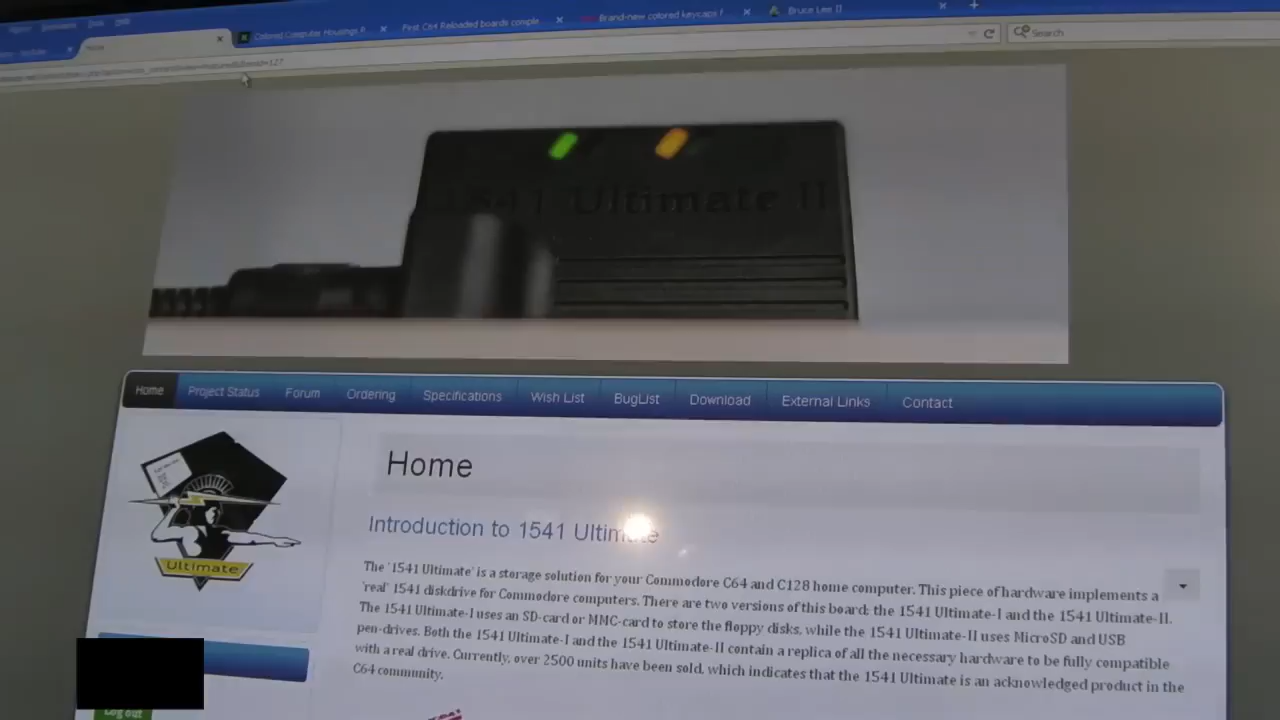 Colored Computer Housings P
First C64 Reloaded boards comple
Brand-new colored keycaps f
Bruce Lee II
Search
1541 Ultimate II
Home
Project Status
Forum
Ordering
Specifications
Wish List
BugList
Download
External Links
Contact
Ultimate
Home
Introduction to 1541 Ultimate
The '1541 Ultimate' is a storage solution for your Commodore C64 and C128 home computer. This piece of hardware implements a
'real' 1541 diskdrive for Commodore computers. There are two versions of this board; the 1541 Ultimate-I and the 1541 Ultimate-II.
The 1541 Ultimate-I uses an SD-card or MMC-card to store the floppy disks, while the 1541 Ultimate-II uses MicroSD and USB
pen-drives. Both the 1541 Ultimate-I and the 1541 Ultimate-II contain a replica of all the necessary hardware to be fully compatible
with a real drive. Currently, over 2500 units have been sold, which indicates that the 1541 Ultimate is an acknowledged product in the
C64 community.
Log out